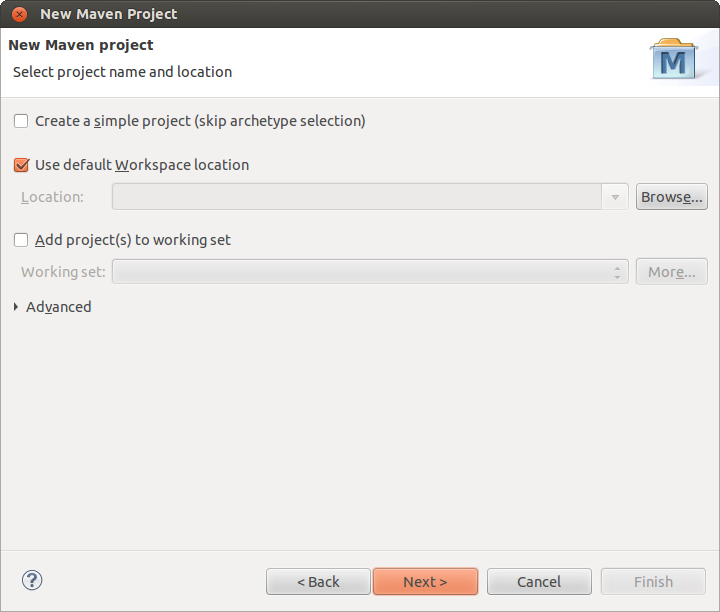 New Maven Project
New Maven project
Select project name and location
M
Create a simple project (skip archetype selection)
Use default Workspace location
Location:
Browse...
Add project(s) to working set
Working set:
More...
Advanced
?
< Back
Next >
Cancel
Finish